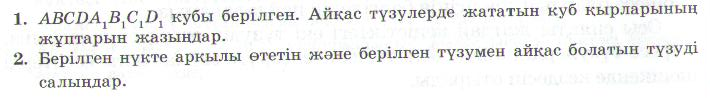 1. ABCDA₁B₁C₁D₁ кубы берілген. Айқас түзулерде жататын куб қырларының
жұптарын жазыңдар.
2. Берілген нүкте арқылы өтетін және берілген түзумен айқас болатын түзуді
салыңдар.